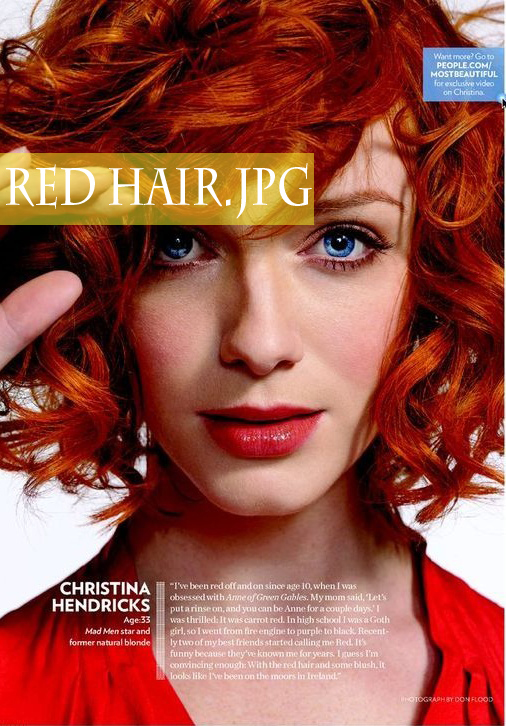 Want more? Go to
PEOPLE.COM/
MOSTBEAUTIFUL
for exclusive video
on Christina.
RED HAIR.JPG
CHRISTINA
HENDRICKS
Age:33
Mad Men star and
former natural blonde
"I've been red off and on since age 10, when I was
obsessed with Anne of Green Gables. My mom said, 'Let's
put a rinse on, and you can be Anne for a couple days.' I
was thrilled: It was carrot red. In high school I was a Goth
girl, so I went from fire engine to purple to black. Recent-
ly two of my best friends started calling me Red. It's
funny because they've known me for years. I guess I'm
convincing enough: With the red hair and some blush, it
looks like I've been on the moors in Ireland."
PHOTOGRAPH BY DON FLOOD